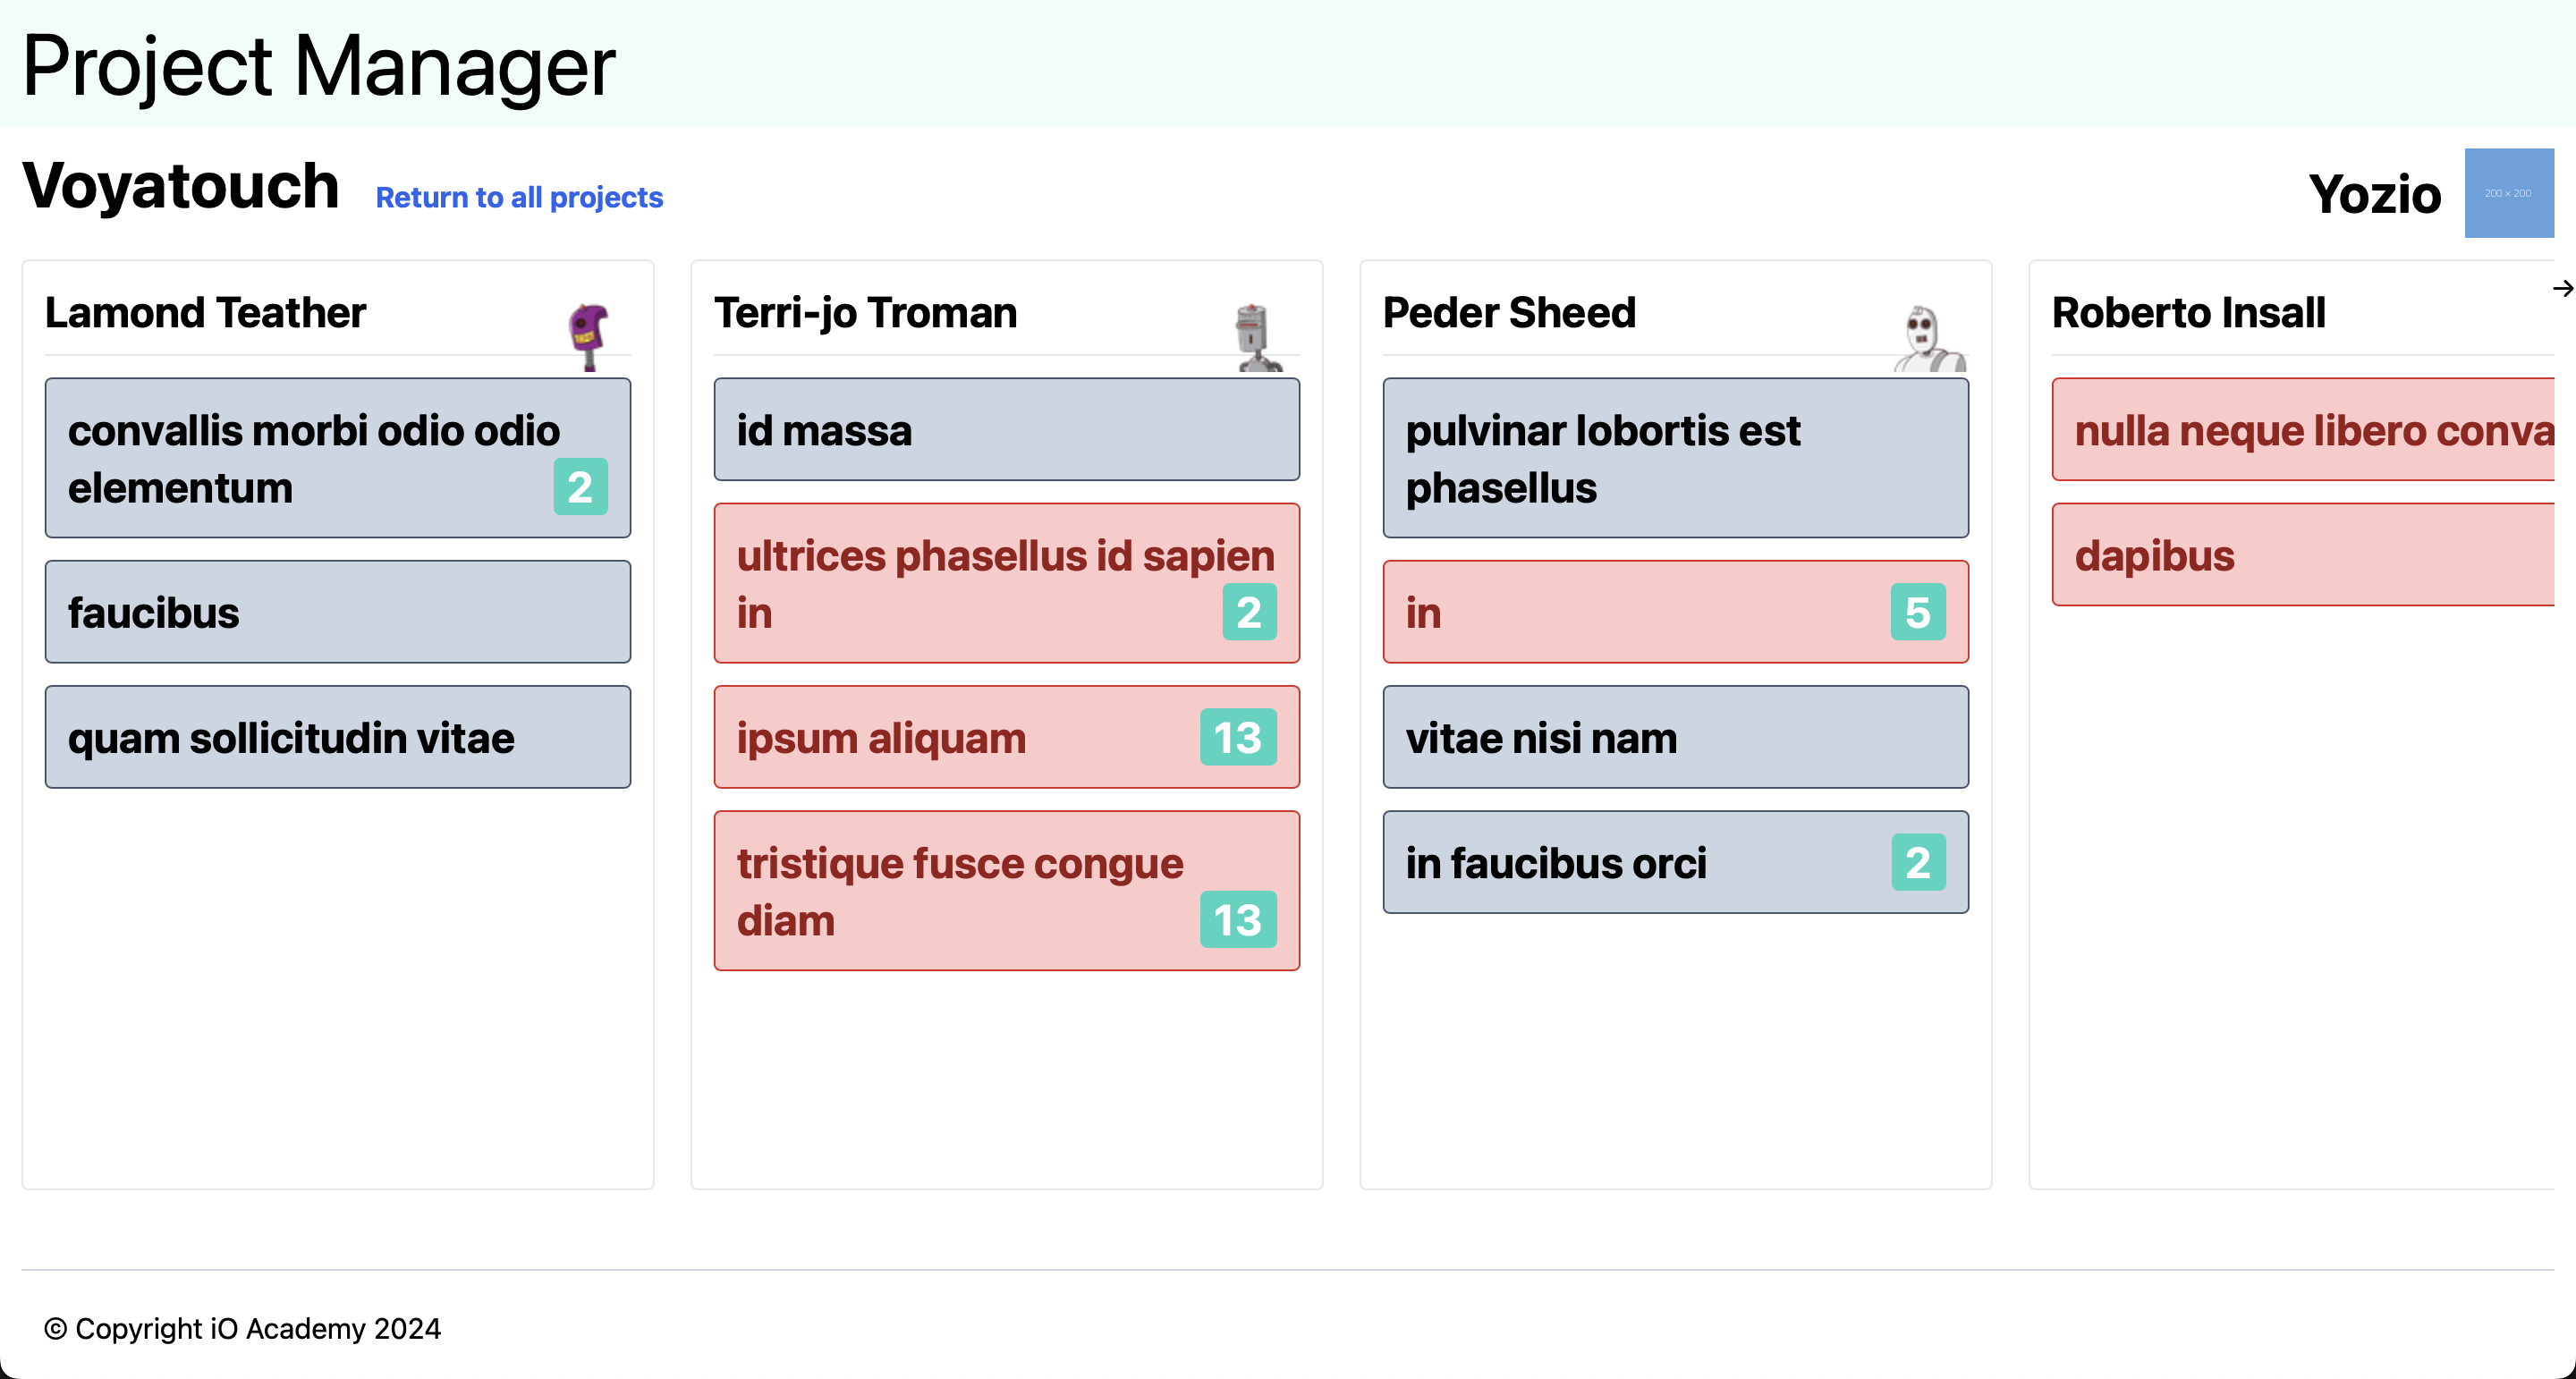 Project Manager
Voyatouch Return to all projects
Yozio
200 × 200
Lamond Teather
convallis morbi odio odio
elementum 2
faucibus
quam sollicitudin vitae
Terri-jo Troman
id massa
ultrices phasellus id sapien
in 2
ipsum aliquam 13
tristique fusce congue
diam 13
Peder Sheed
pulvinar lobortis est
phasellus
in 5
vitae nisi nam
in faucibus orci 2
Roberto Insall
nulla neque libero conva
dapibus
© Copyright iO Academy 2024